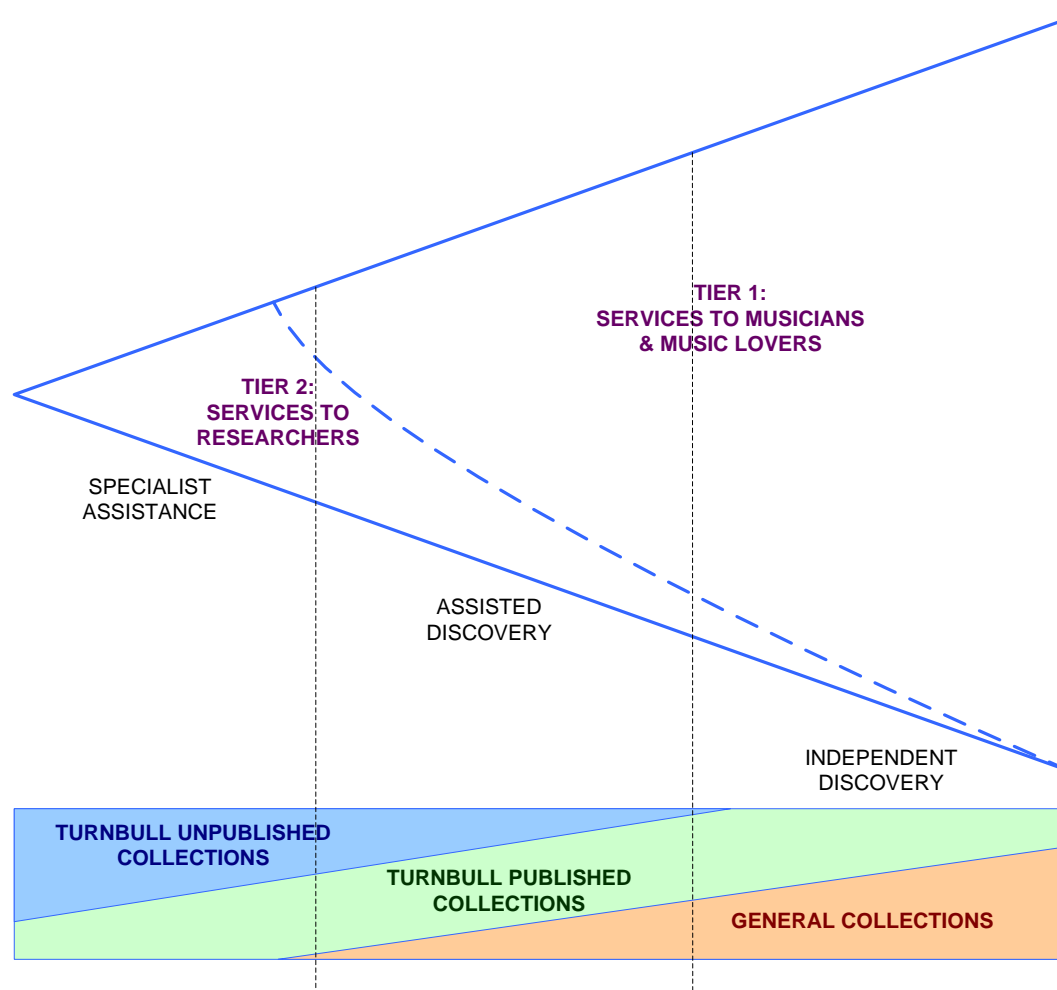 TIER 1:
SERVICES TO MUSICIANS
& MUSIC LOVERS
TIER 2:
SERVICES TO
RESEARCHERS
SPECIALIST
ASSISTANCE
ASSISTED
DISCOVERY
INDEPENDENT
DISCOVERY
TURNBULL UNPUBLISHED
COLLECTIONS
TURNBULL PUBLISHED
COLLECTIONS
GENERAL COLLECTIONS